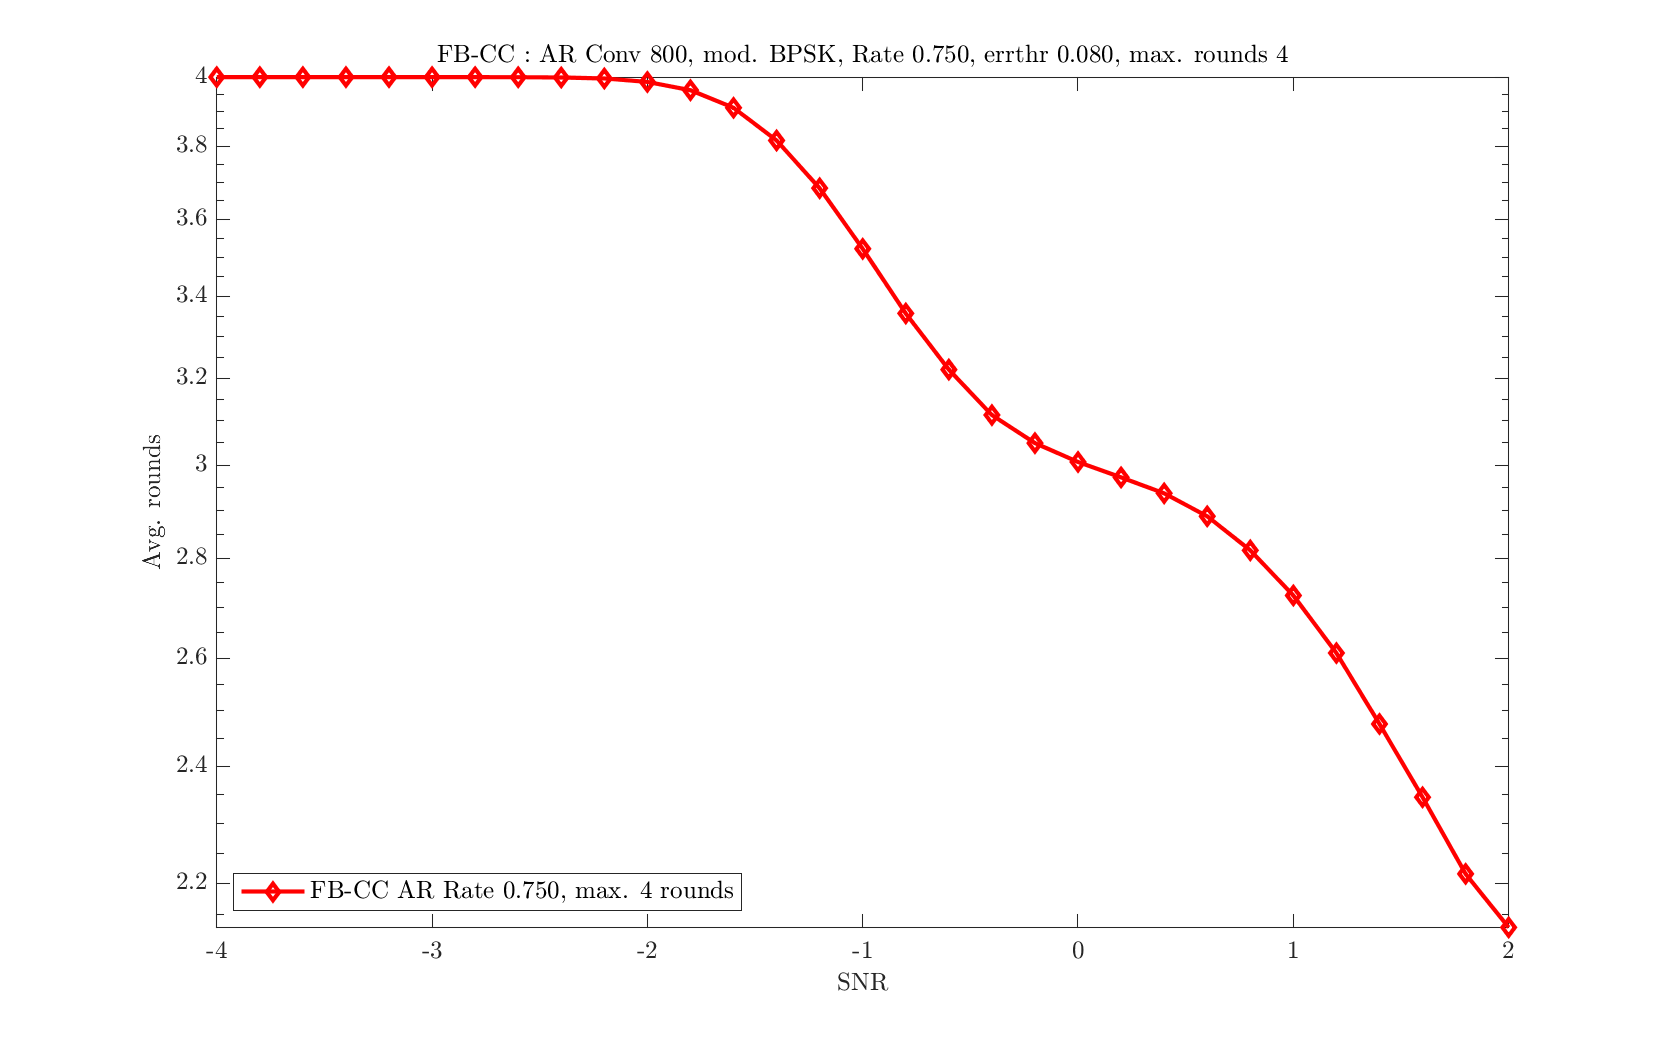 FB-CC : AR Conv 800, mod. BPSK, Rate 0.750, errthr 0.080, max. rounds 4
4
3.8
3.6
3.4
3.2
3
2.8
2.6
2.4
2.2
Avg. rounds
FB-CC AR Rate 0.750, max. 4 rounds
-4 -3 -2 -1 0 1 2
SNR